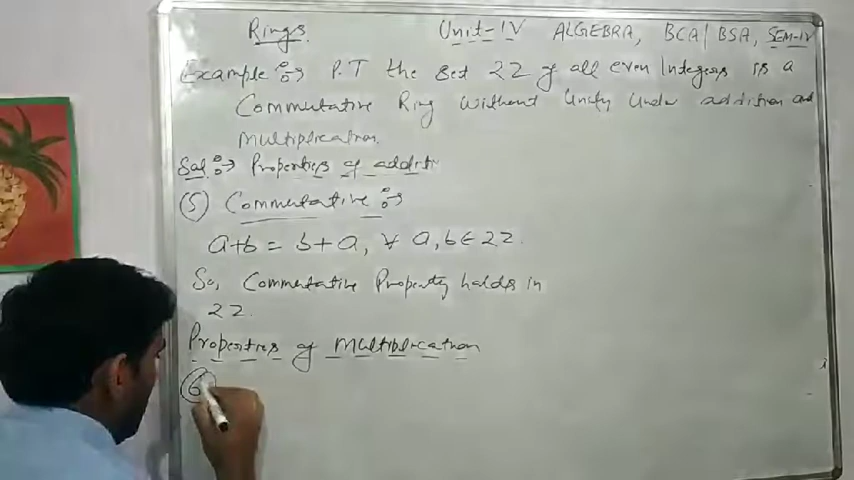 Rings. Unit-IV ALGEBRA, BCA/BSA, SEM-IV
Example :→ P.T the set 2Z of all even Integers is a
Commutative Ring without Unity under addition and
Multiplication.
Sol :→ Properties of additi
(5) Commutative :→
a+b = b+a, ∀ a,b ∈ 2Z.
So, Commutative Property holds in
2Z.
Properties of Multiplication
(6)